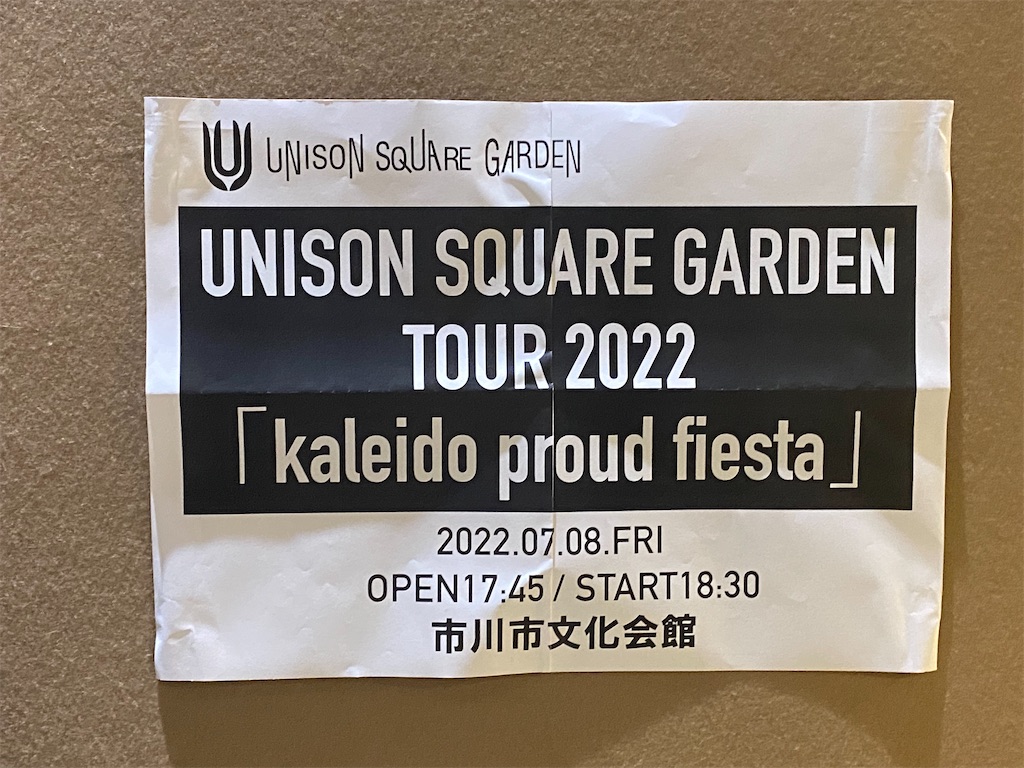 UNISON SQUARE GARDEN
UNISON SQUARE GARDEN
TOUR 2022
「kaleido proud fiesta」
2022.07.08.FRI
OPEN17:45 / START18:30
市川市文化会館